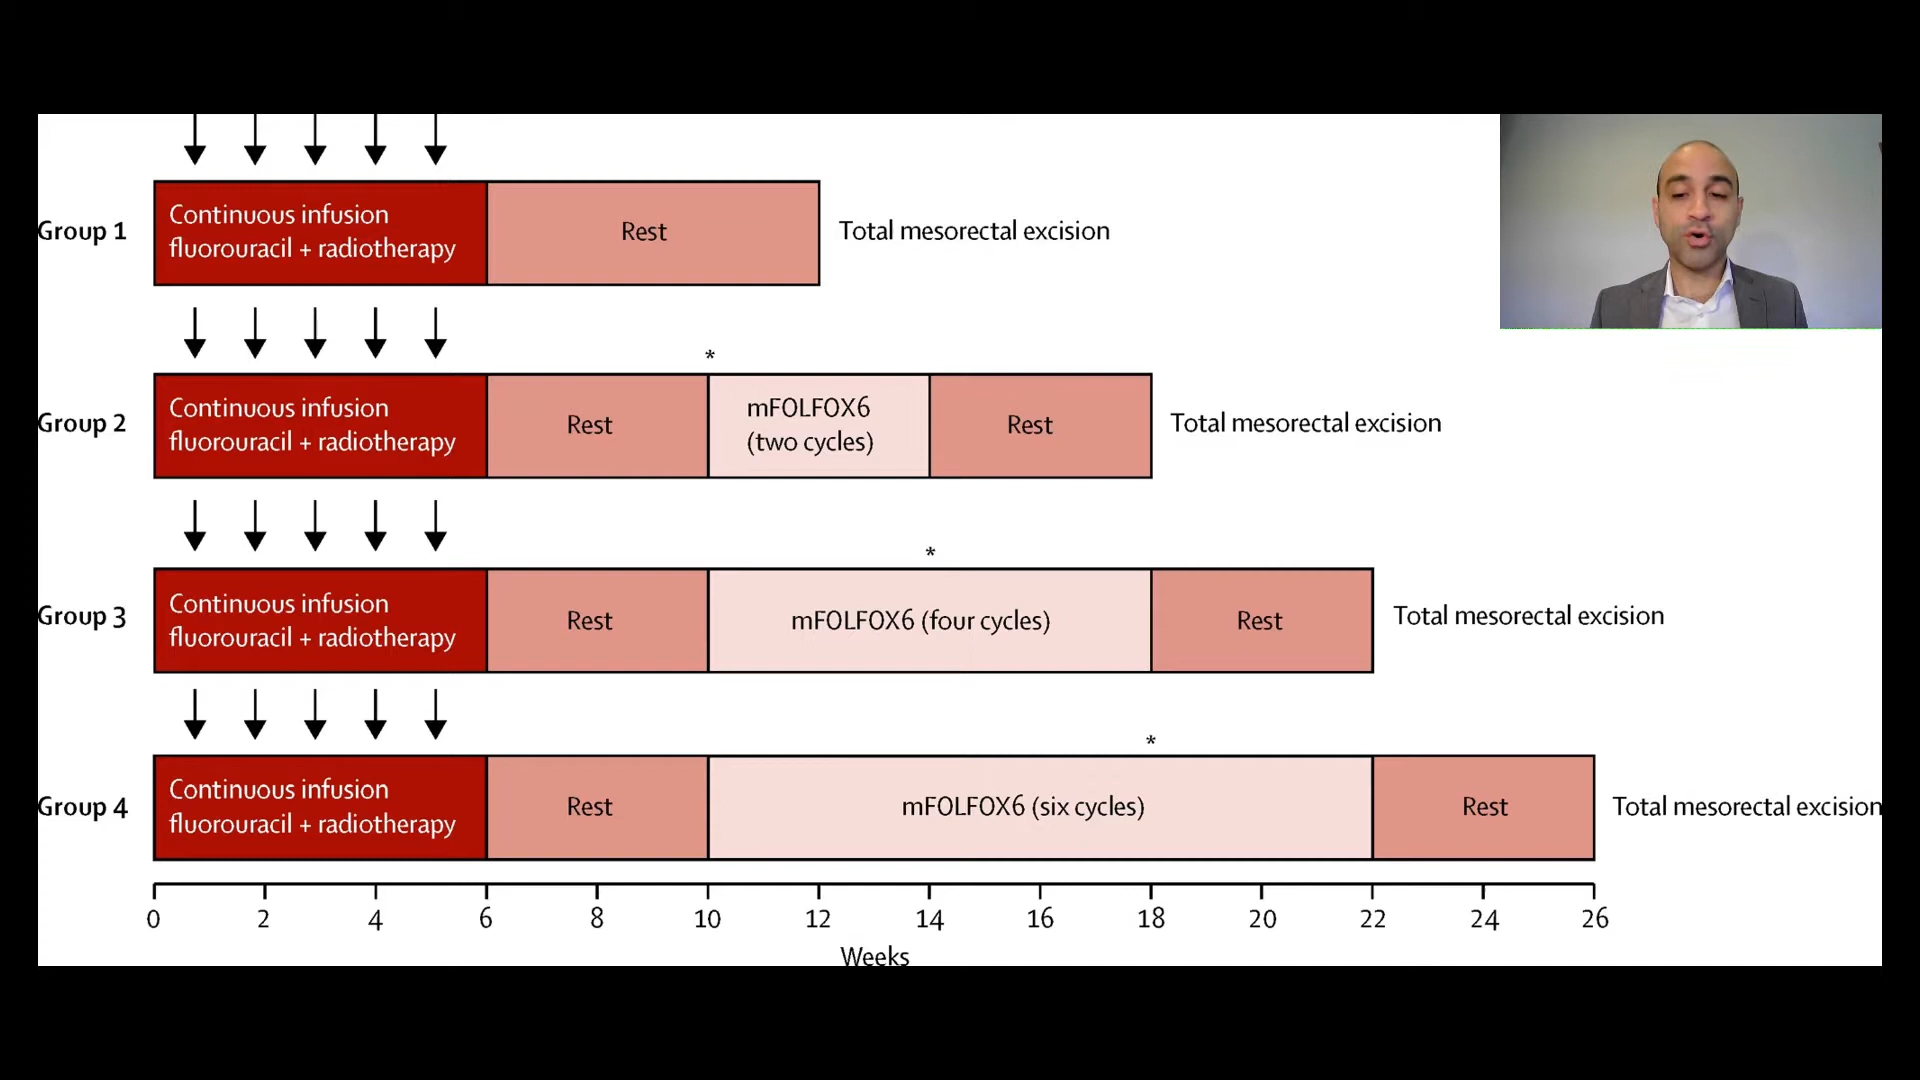 Group 1
Continuous infusion
fluorouracil + radiotherapy
Rest
Total mesorectal excision
*
Group 2
Continuous infusion
fluorouracil + radiotherapy
Rest
mFOLFOX6
(two cycles)
Rest
Total mesorectal excision
*
Group 3
Continuous infusion
fluorouracil + radiotherapy
Rest
mFOLFOX6 (four cycles)
Rest
Total mesorectal excision
*
Group 4
Continuous infusion
fluorouracil + radiotherapy
Rest
mFOLFOX6 (six cycles)
Rest
Total mesorectal excision
0 2 4 6 8 10 12 14 16 18 20 22 24 26
Weeks